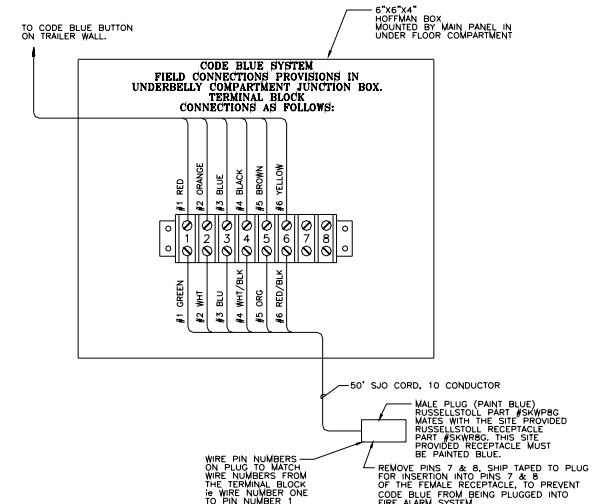 6"X6"X4"
HOFFMAN BOX
MOUNTED BY MAIN PANEL IN
UNDER FLOOR COMPARTMENT
TO CODE BLUE BUTTON
ON TRAILER WALL.
CODE BLUE SYSTEM
FIELD CONNECTIONS PROVISIONS IN
UNDERBELLY COMPARTMENT JUNCTION BOX.
TERMINAL BLOCK
CONNECTIONS AS FOLLOWS:
#1 RED
#2 ORANGE
#3 BLUE
#4 BLACK
#5 BROWN
#6 YELLOW
1 2 3 4 5 6 7 8
#1 GREEN
#2 WHT
#3 BLU
#4 WHT/BLK
#5 ORG
#6 RED/BLK
50' SJO CORD, 10 CONDUCTOR
MALE PLUG (PAINT BLUE)
RUSSELLSTOLL PART #SKWP8G
MATES WITH THE SITE PROVIDED
RUSSELLSTOLL RECEPTACLE
PART #SKWR8G. THIS SITE
PROVIDED RECEPTACLE MUST
BE PAINTED BLUE.
WIRE PIN NUMBERS
ON PLUG TO MATCH
WIRE NUMBERS FROM
THE TERMINAL BLOCK
ie WIRE NUMBER ONE
TO PIN NUMBER 1
REMOVE PINS 7 & 8, SHIP TAPED TO PLUG
FOR INSERTION INTO PINS 7 & 8
OF THE FEMALE RECEPTACLE, TO PREVENT
CODE BLUE FROM BEING PLUGGED INTO
FIRE ALARM SYSTEM